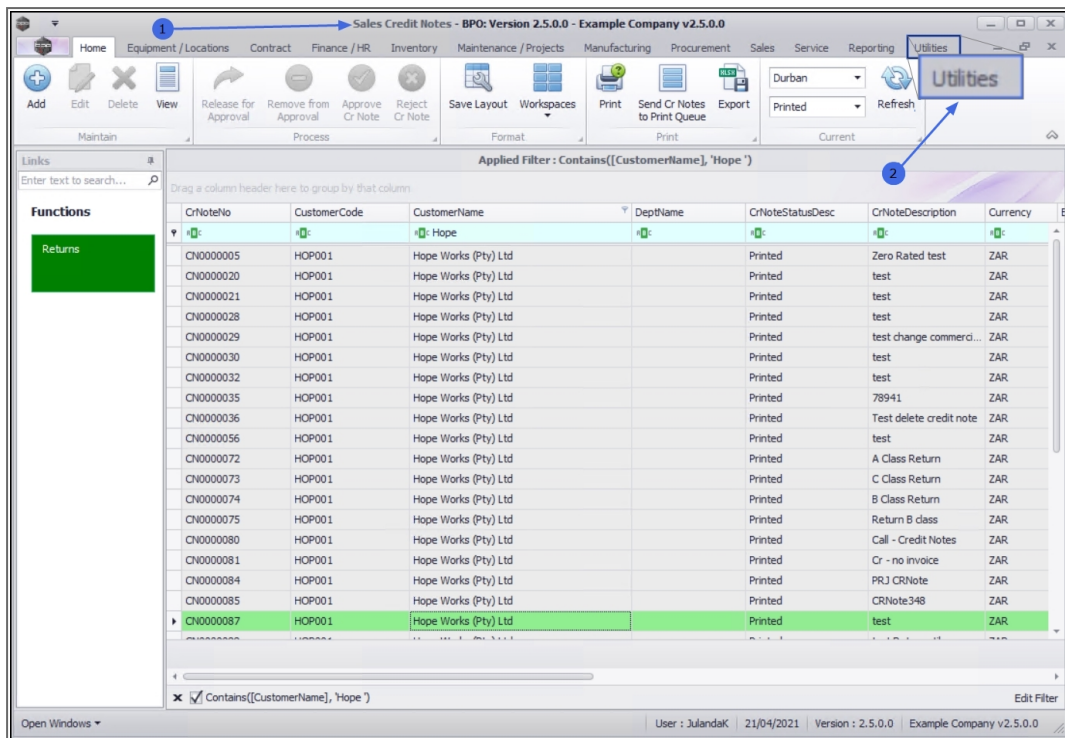 1
Sales Credit Notes - BPO: Version 2.5.0.0 - Example Company v2.5.0.0
Home Equipment / Locations Contract Finance / HR Inventory Maintenance / Projects Manufacturing Procurement Sales Service Reporting Utilities
Utilities
Add Edit Delete View Release for Approval Remove from Approval Approve Cr Note Reject Cr Note Save Layout Workspaces Print Send Cr Notes to Print Queue Export Durban Printed Refresh
XLSX
Maintain Process Format Print Current
2
Links
Enter text to search...
Functions
Returns
Applied Filter : Contains([CustomerName], 'Hope ')
Drag a column header here to group by that column
CrNoteNo CustomerCode CustomerName DeptName CrNoteStatusDesc CrNoteDescription Currency
Hope
CN0000005 HOP001 Hope Works (Pty) Ltd Printed Zero Rated test ZAR
CN0000020 HOP001 Hope Works (Pty) Ltd Printed test ZAR
CN0000021 HOP001 Hope Works (Pty) Ltd Printed test ZAR
CN0000028 HOP001 Hope Works (Pty) Ltd Printed test ZAR
CN0000029 HOP001 Hope Works (Pty) Ltd Printed test change commerci... ZAR
CN0000030 HOP001 Hope Works (Pty) Ltd Printed test ZAR
CN0000032 HOP001 Hope Works (Pty) Ltd Printed test ZAR
CN0000035 HOP001 Hope Works (Pty) Ltd Printed 78941 ZAR
CN0000036 HOP001 Hope Works (Pty) Ltd Printed Test delete credit note ZAR
CN0000056 HOP001 Hope Works (Pty) Ltd Printed test ZAR
CN0000072 HOP001 Hope Works (Pty) Ltd Printed A Class Return ZAR
CN0000073 HOP001 Hope Works (Pty) Ltd Printed C Class Return ZAR
CN0000074 HOP001 Hope Works (Pty) Ltd Printed B Class Return ZAR
CN0000075 HOP001 Hope Works (Pty) Ltd Printed Return B class ZAR
CN0000080 HOP001 Hope Works (Pty) Ltd Printed Call - Credit Notes ZAR
CN0000081 HOP001 Hope Works (Pty) Ltd Printed Cr - no invoice ZAR
CN0000084 HOP001 Hope Works (Pty) Ltd Printed PRJ CRNote ZAR
CN0000085 HOP001 Hope Works (Pty) Ltd Printed CRNote348 ZAR
CN0000087 HOP001 Hope Works (Pty) Ltd Printed test ZAR
Contains([CustomerName], 'Hope ') Edit Filter
Open Windows User : JulandaK 21/04/2021 Version : 2.5.0.0 Example Company v2.5.0.0